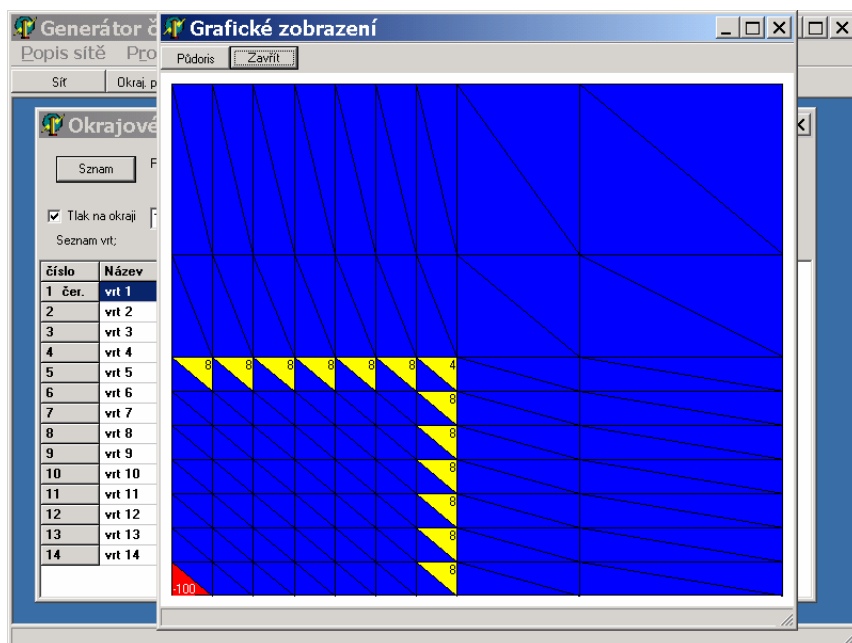 Generátor č
Grafické zobrazení
Popis sítě Pro
Půdoris Zavřít
Síť Okraj. p
Okrajové
Sznam F
Tlak na okraji
Seznam vrt;
číslo Název
1 čer. vrt 1
2 vrt 2
3 vrt 3
4 vrt 4
5 vrt 5
6 vrt 6
7 vrt 7
8 vrt 8
9 vrt 9
10 vrt 10
11 vrt 11
12 vrt 12
13 vrt 13
14 vrt 14
8 8 8 8 8 8 4
8
8
8
8
8
8
-100